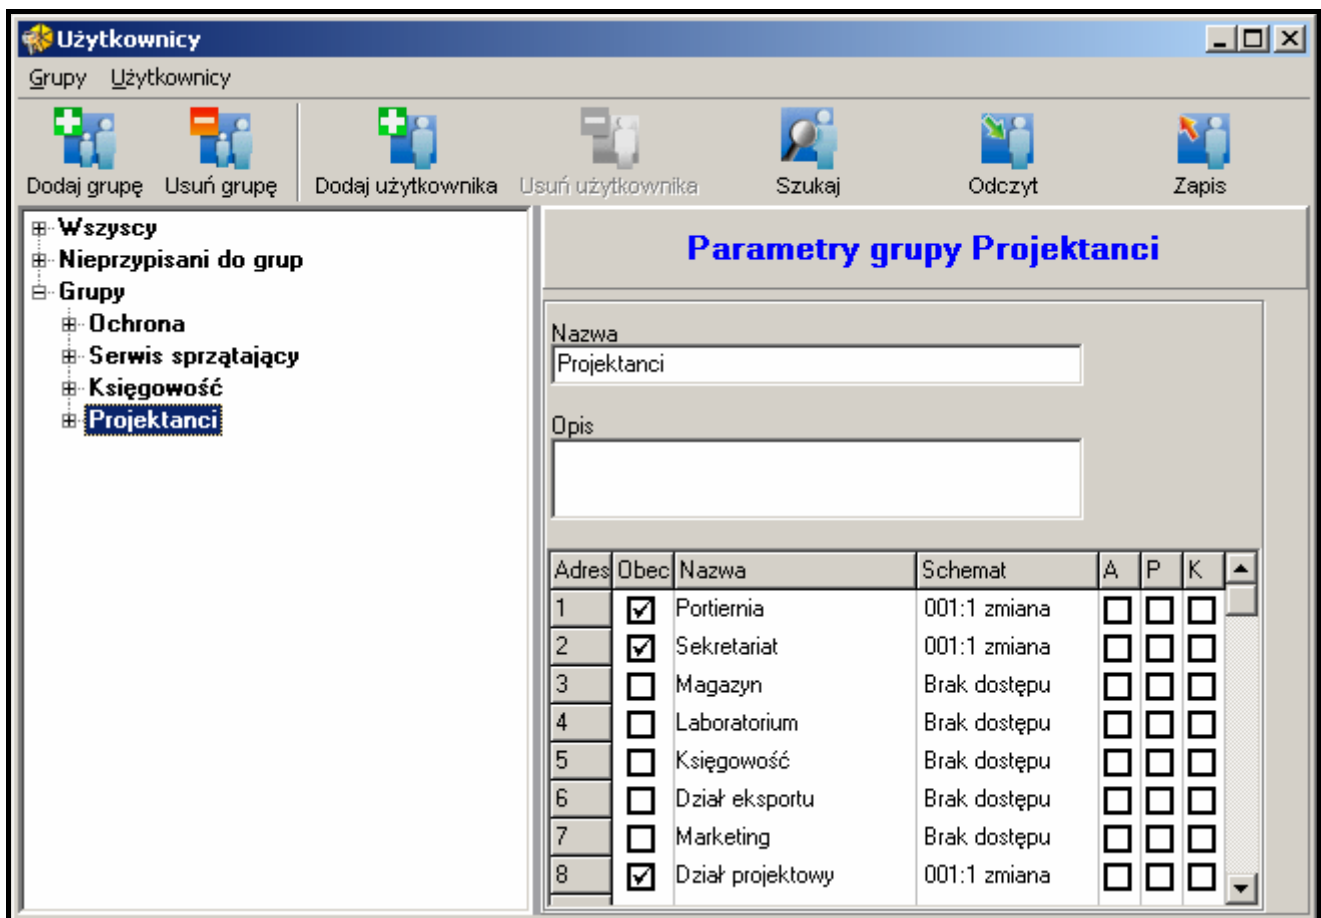 Użytkownicy
Grupy Użytkownicy
Dodaj grupę Usuń grupę Dodaj użytkownika Usuń użytkownika Szukaj Odczyt Zapis
Wszyscy
Nieprzypisani do grup
Grupy
Ochrona
Serwis sprzątający
Księgowość
Projektanci
Parametry grupy Projektanci
Nazwa
Projektanci
Opis
Adres Obec Nazwa Schemat A P K
1 Portiernia 001:1 zmiana
2 Sekretariat 001:1 zmiana
3 Magazyn Brak dostępu
4 Laboratorium Brak dostępu
5 Księgowość Brak dostępu
6 Dział eksportu Brak dostępu
7 Marketing Brak dostępu
8 Dział projektowy 001:1 zmiana